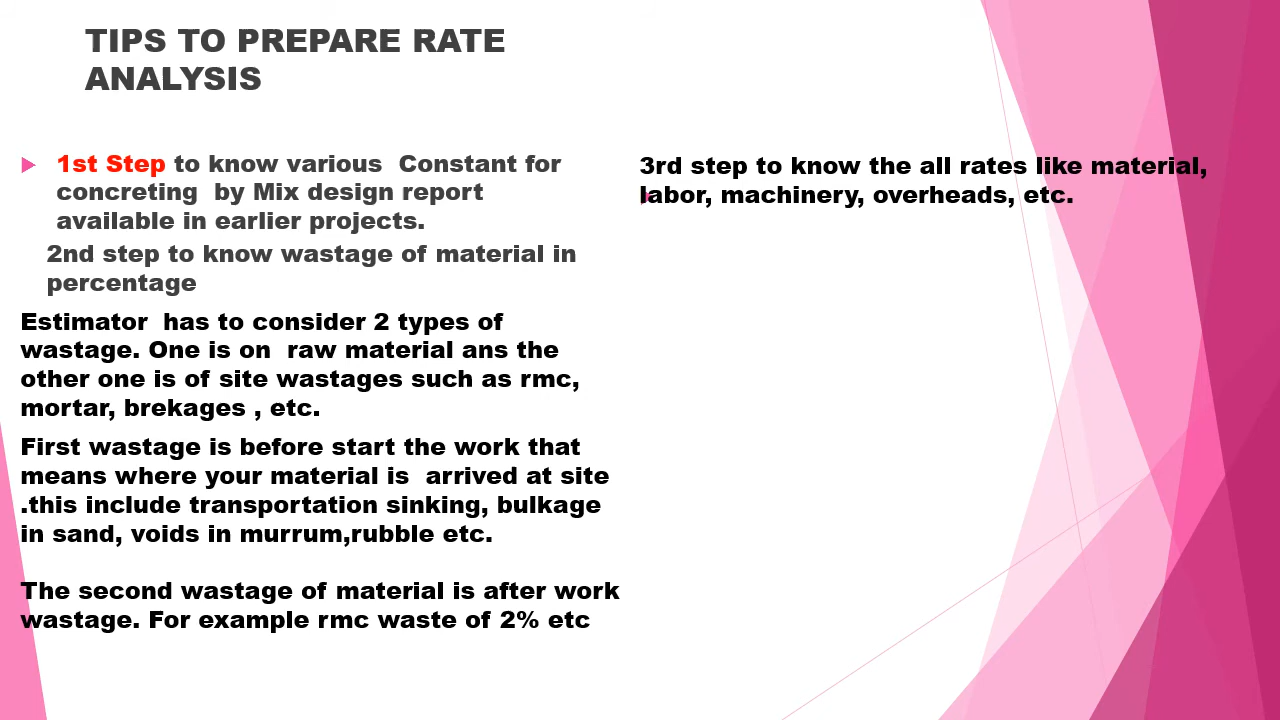 TIPS TO PREPARE RATE
ANALYSIS
1st Step to know various  Constant for
concreting  by Mix design report
available in earlier projects.
2nd step to know wastage of material in
percentage
Estimator  has to consider 2 types of
wastage. One is on  raw material ans the
other one is of site wastages such as rmc,
mortar, brekages , etc.
First wastage is before start the work that
means where your material is  arrived at site
.this include transportation sinking, bulkage
in sand, voids in murrum,rubble etc.
The second wastage of material is after work
wastage. For example rmc waste of 2% etc
3rd step to know the all rates like material,
labor, machinery, overheads, etc.